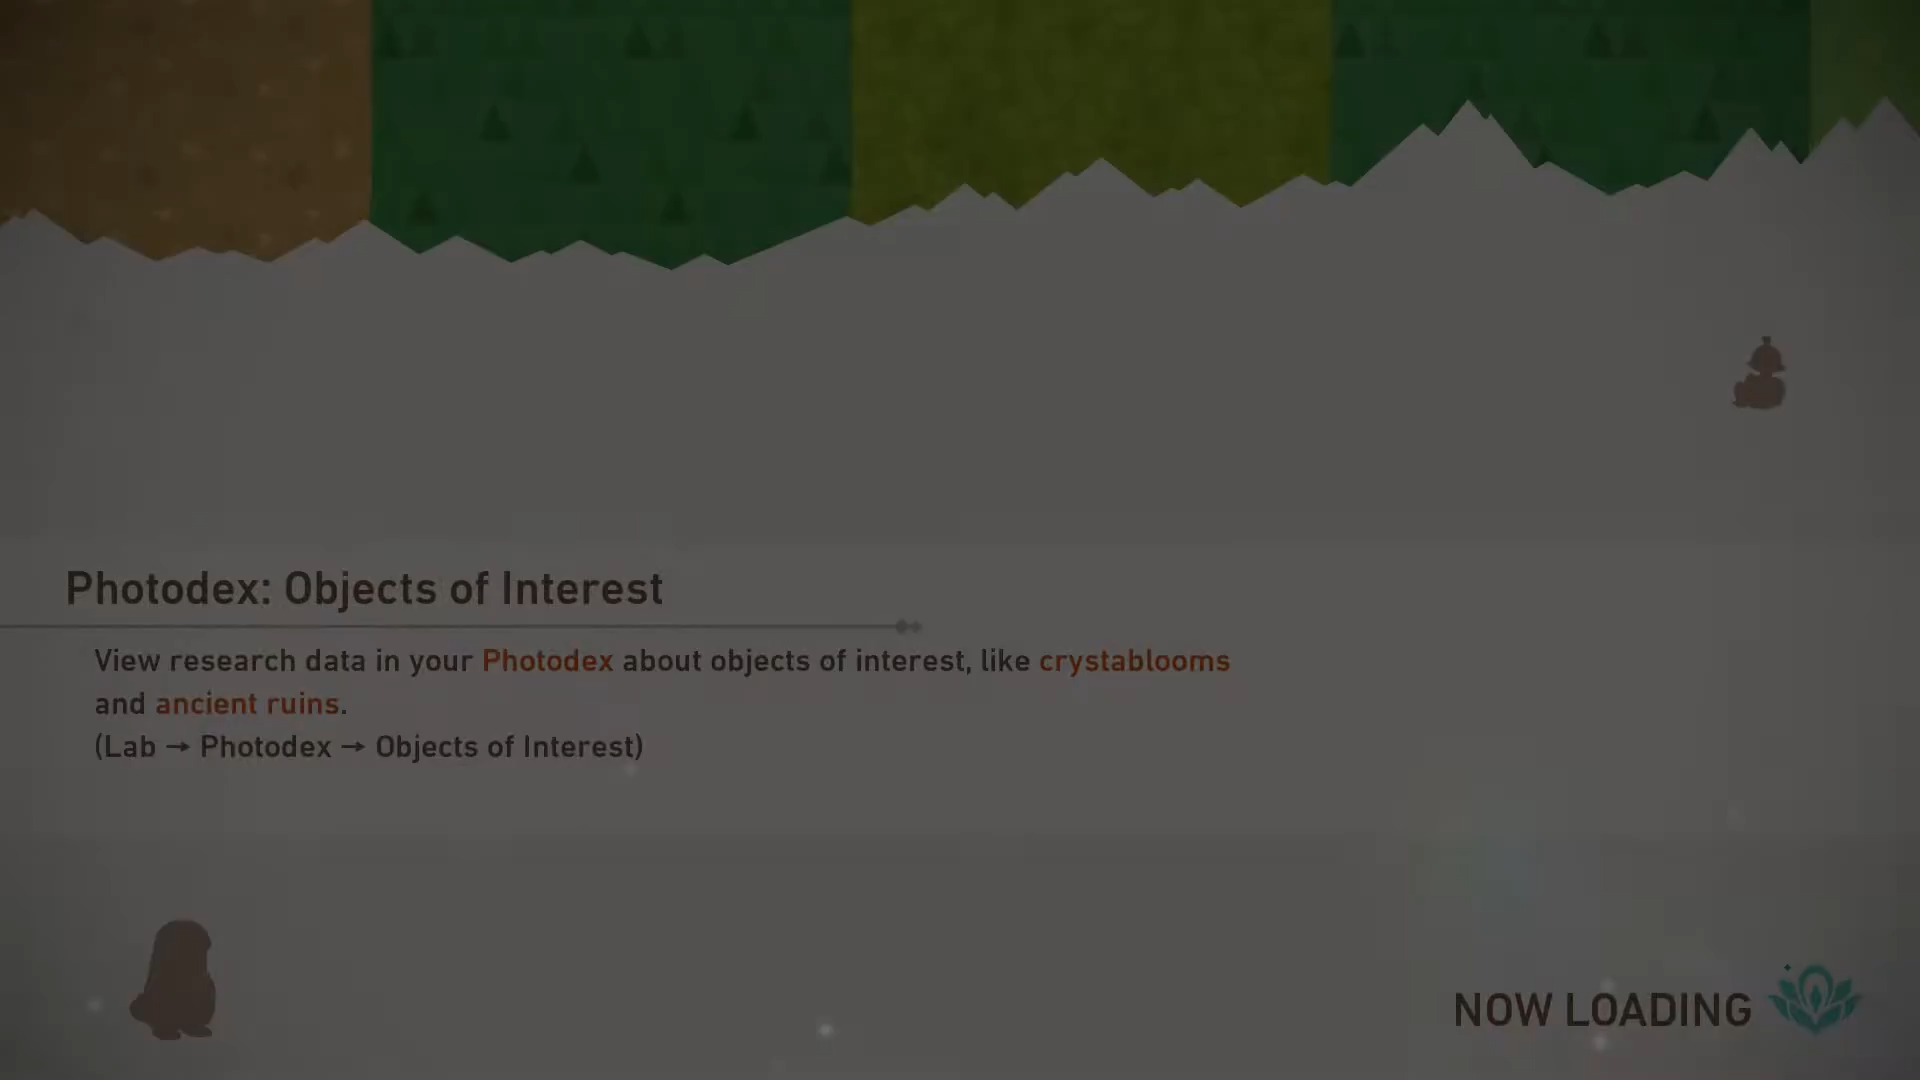 Photodex: Objects of Interest
View research data in your Photodex about objects of interest, like crystablooms
and ancient ruins.
(Lab → Photodex → Objects of Interest)
NOW LOADING